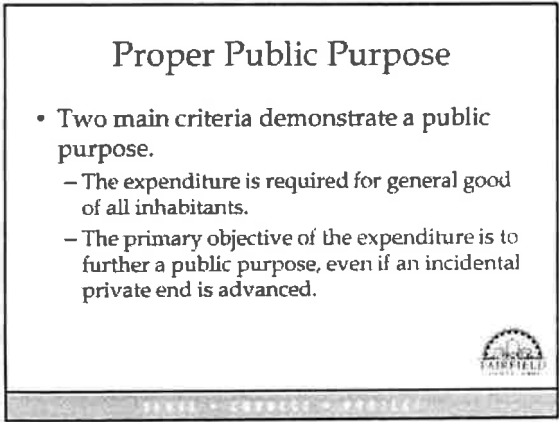 Proper Public Purpose
• Two main criteria demonstrate a public
purpose.
– The expenditure is required for general good
of all inhabitants.
– The primary objective of the expenditure is to
further a public purpose, even if an incidental
private end is advanced.
FAIRFIELD